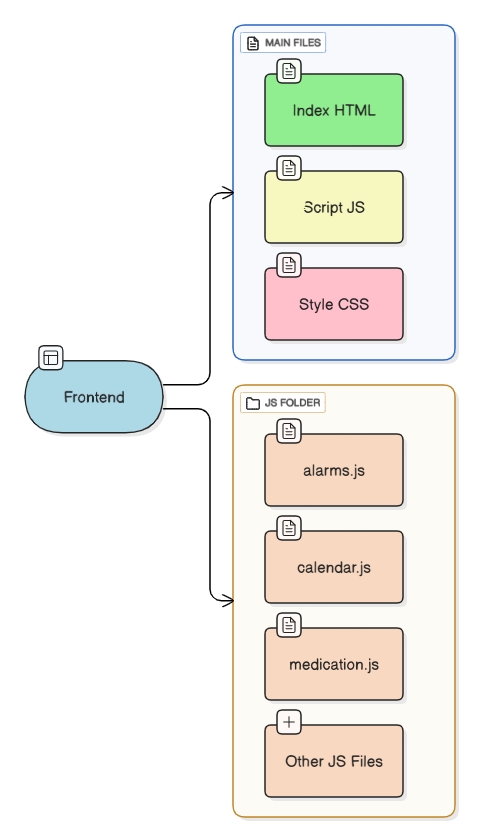 MAIN FILES
Index HTML
Script JS
Style CSS
Frontend
JS FOLDER
alarms.js
calendar.js
medication.js
Other JS Files